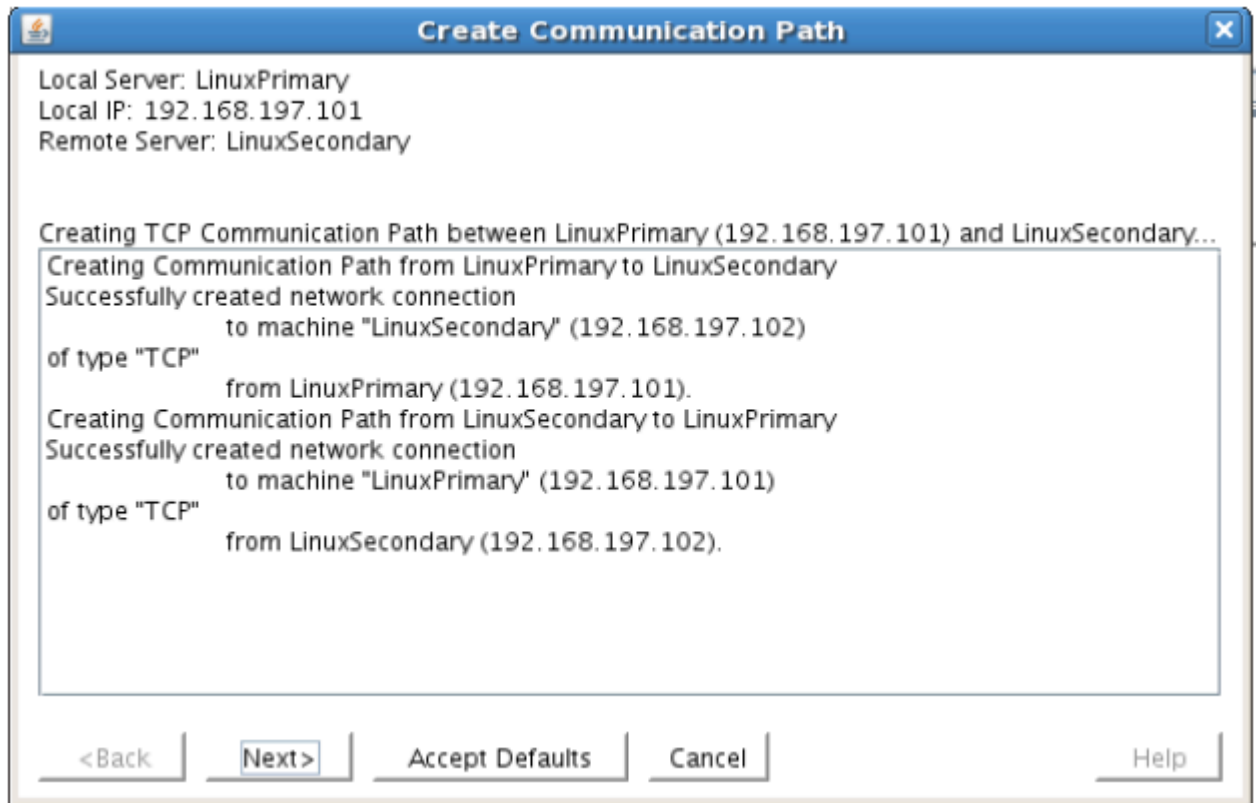 Create Communication Path
Local Server: LinuxPrimary
Local IP: 192.168.197.101
Remote Server: LinuxSecondary
Creating TCP Communication Path between LinuxPrimary (192.168.197.101) and LinuxSecondary...
Creating Communication Path from LinuxPrimary to LinuxSecondary
Successfully created network connection
to machine "LinuxSecondary" (192.168.197.102)
of type "TCP"
from LinuxPrimary (192.168.197.101).
Creating Communication Path from LinuxSecondary to LinuxPrimary
Successfully created network connection
to machine "LinuxPrimary" (192.168.197.101)
of type "TCP"
from LinuxSecondary (192.168.197.102).
<Back Next> Accept Defaults Cancel Help